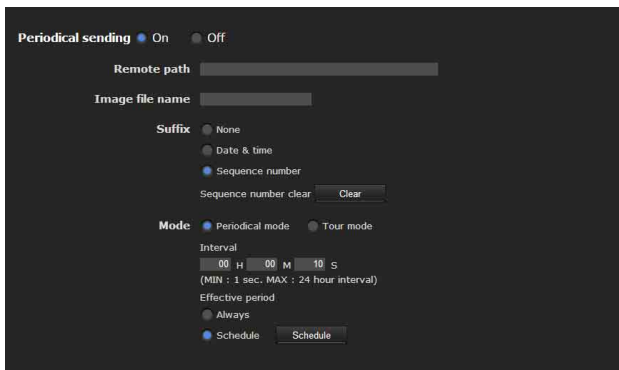 Periodical sending On Off
Remote path
Image file name
Suffix None
Date & time
Sequence number
Sequence number clear Clear
Mode Periodical mode Tour mode
Interval
00 H 00 M 10 S
(MIN : 1 sec. MAX : 24 hour interval)
Effective period
Always
Schedule Schedule